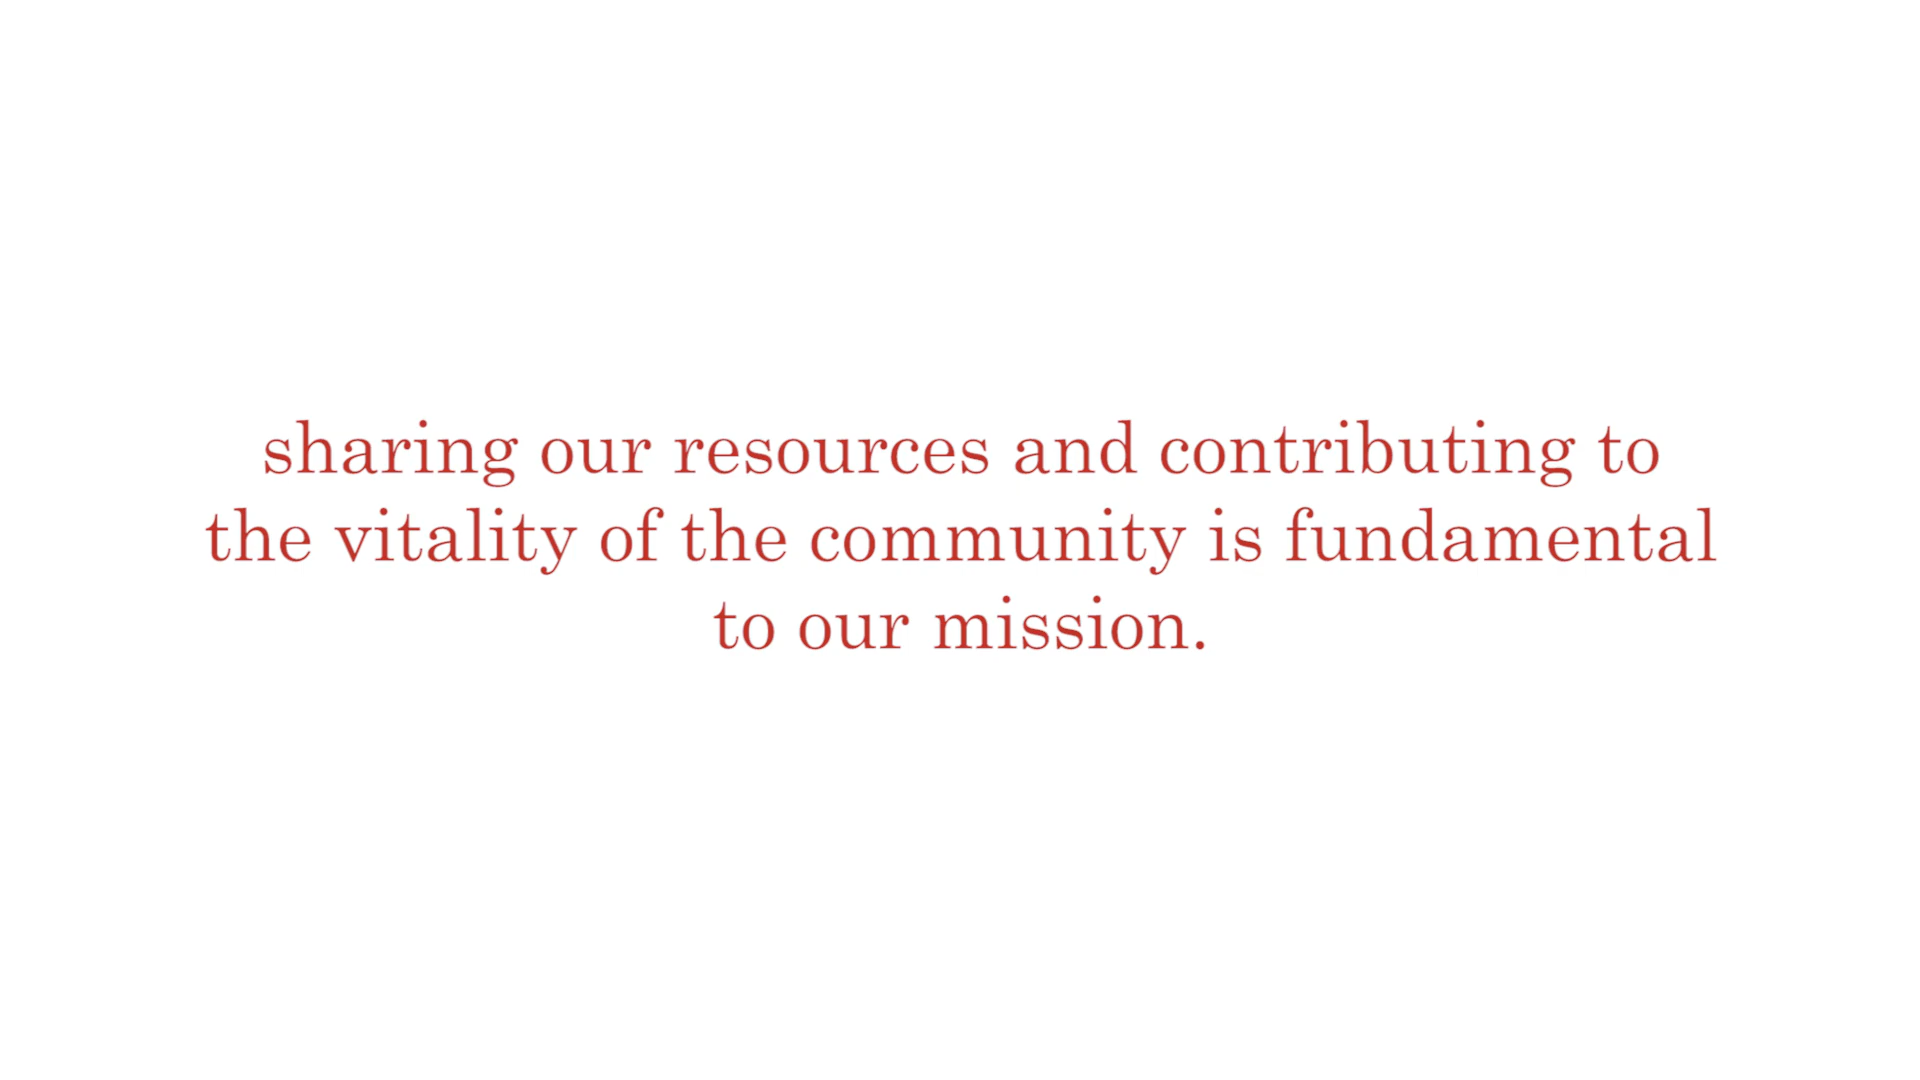 sharing our resources and contributing to
the vitality of the community is fundamental
to our mission.